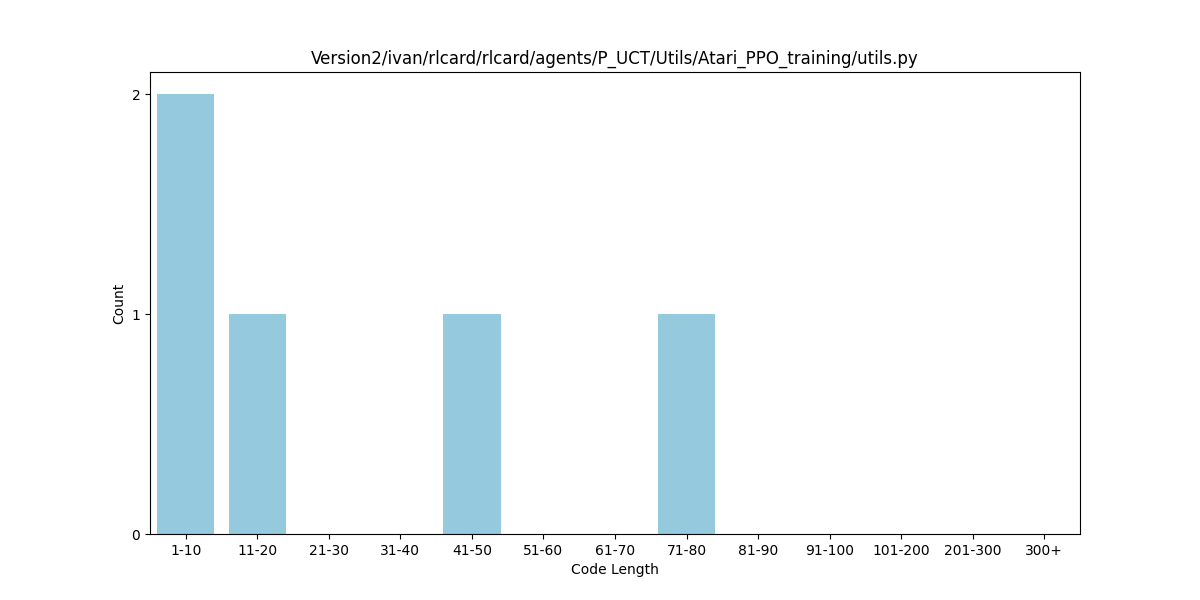 Version2/ivan/rlcard/rlcard/agents/P_UCT/Utils/Atari_PPO_training/utils.py
2
1
0
Count
1-10 11-20 21-30 31-40 41-50 51-60 61-70 71-80 81-90 91-100 101-200 201-300 300+
Code Length